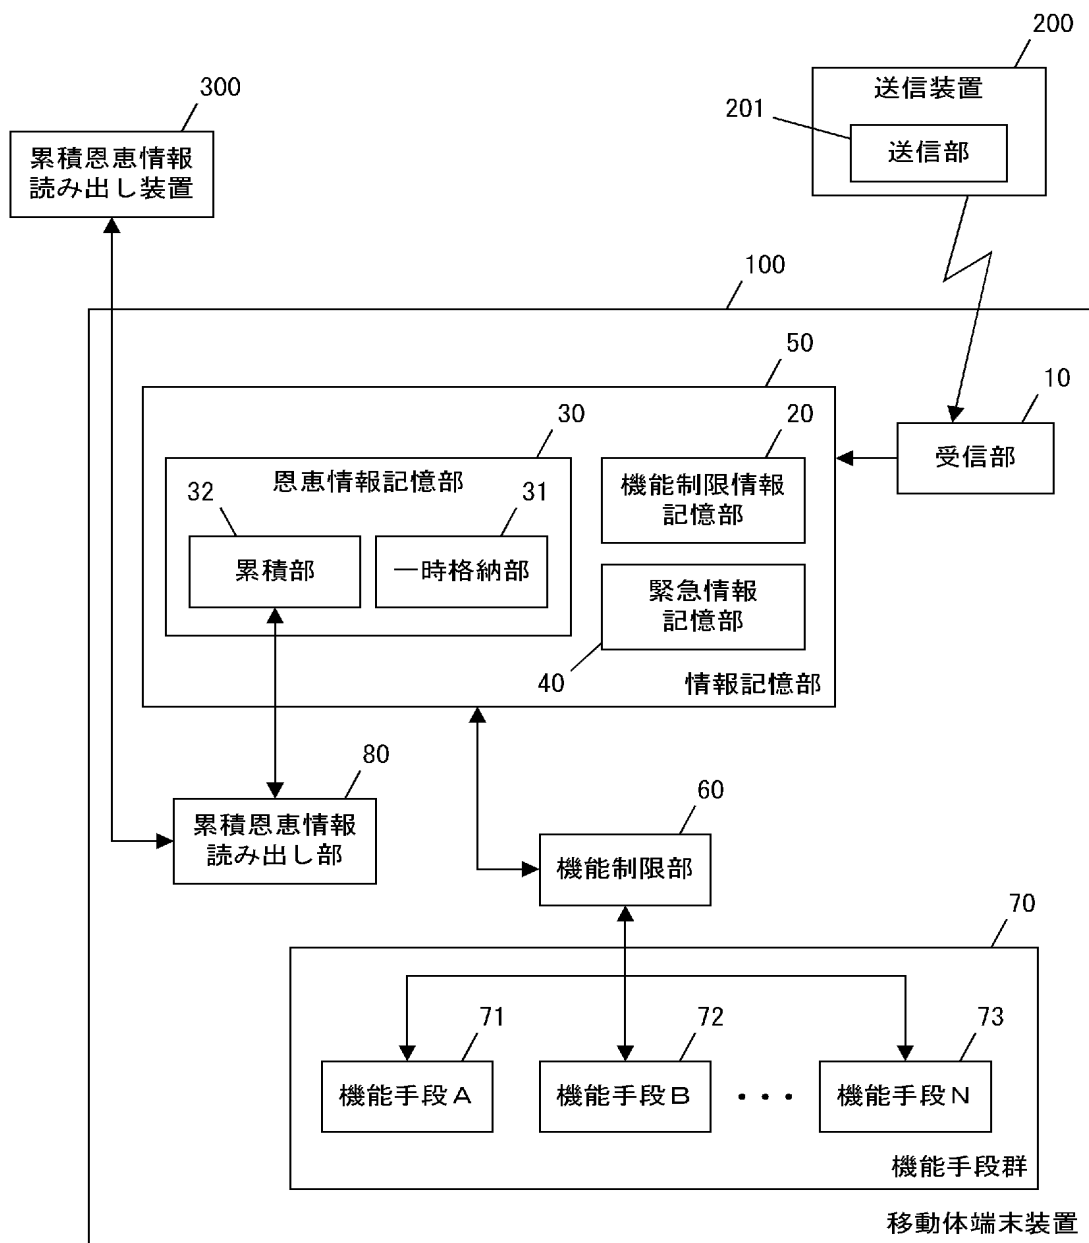 200
送信装置
201
送信部
300
累積恩恵情報
読み出し装置
100
50
10
受信部
30
20
恩恵情報記憶部
機能制限情報
記憶部
32
31
累積部
一時格納部
緊急情報
記憶部
40
情報記憶部
80
累積恩恵情報
読み出し部
60
機能制限部
70
71
72
73
機能手段A
機能手段B
・・・
機能手段N
機能手段群
移動体端末装置